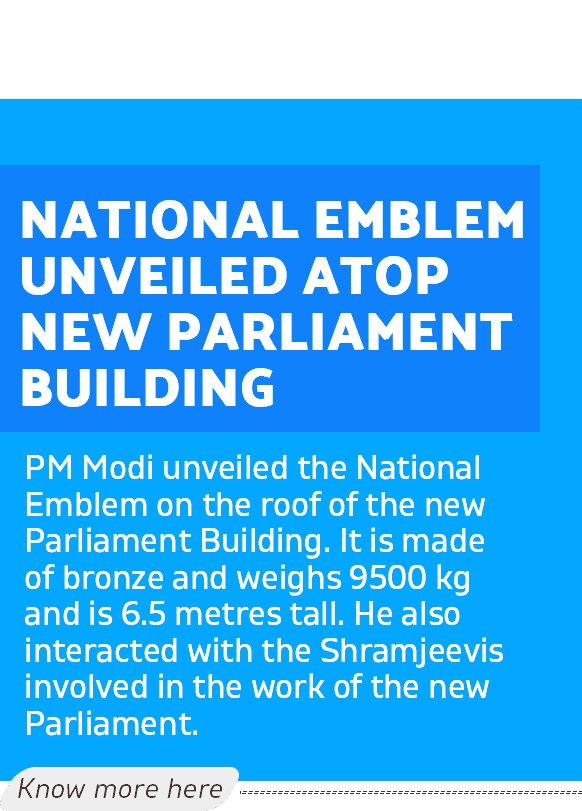 NATIONAL EMBLEM
UNVEILED ATOP
NEW PARLIAMENT
BUILDING
PM Modi unveiled the National
Emblem on the roof of the new
Parliament Building. It is made
of bronze and weighs 9500 kg
and is 6.5 metres tall. He also
interacted with the Shramjeevis
involved in the work of the new
Parliament.
Know more here